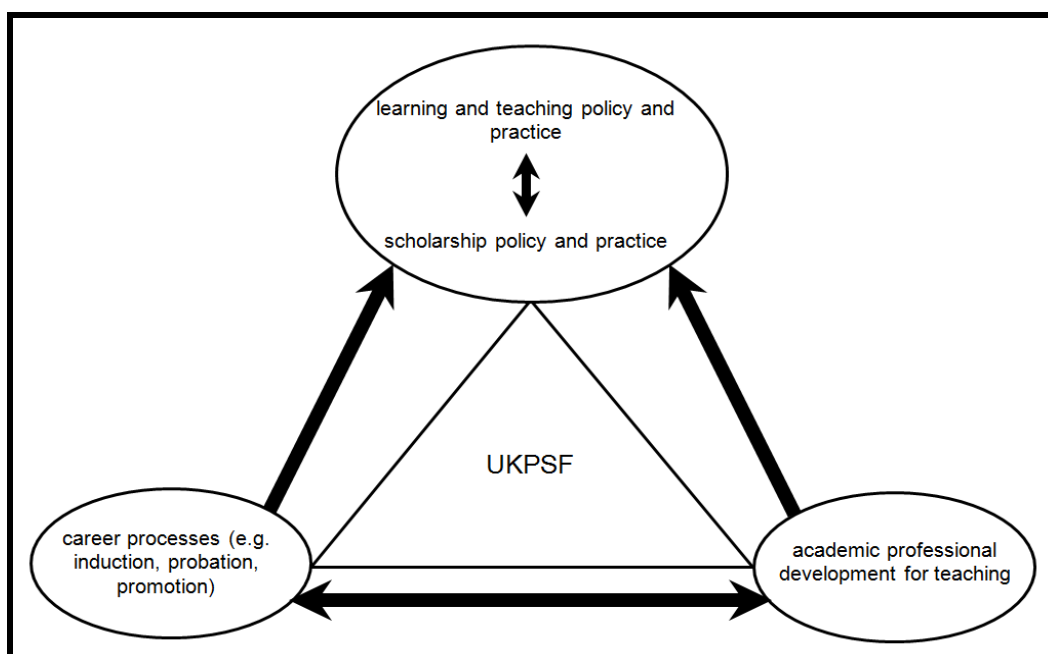 learning and teaching policy and
practice
scholarship policy and practice
UKPSF
career processes (e.g.
induction, probation,
promotion)
academic professional
development for teaching